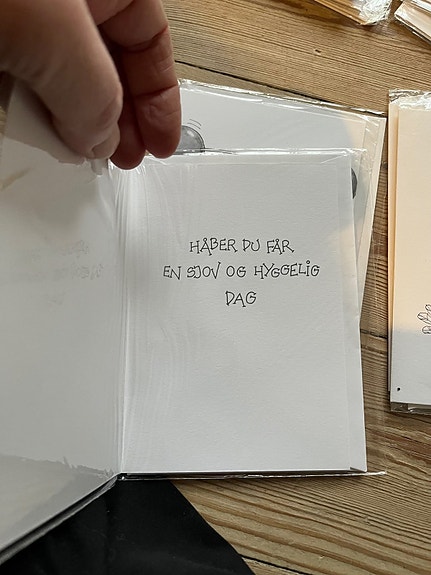 HÅBER DU FÅR
EN SJOV OG HYGGELIG
DAG